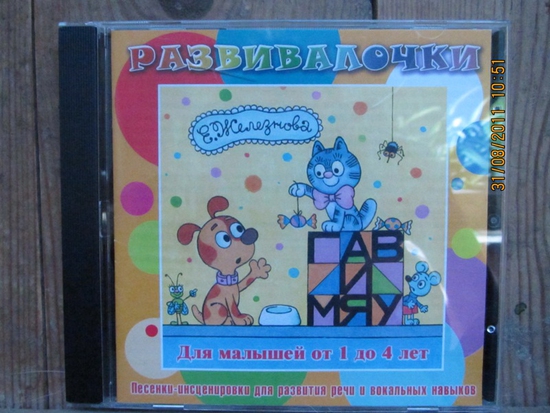 РАЗВИВАЛОЧКИ
Е. Железнова
ГАВ
И
МЯУ
Для малышей от 1 до 4 лет
Песенки-инсценировки для развития речи и вокальных навыков
31/08/2011 10:51